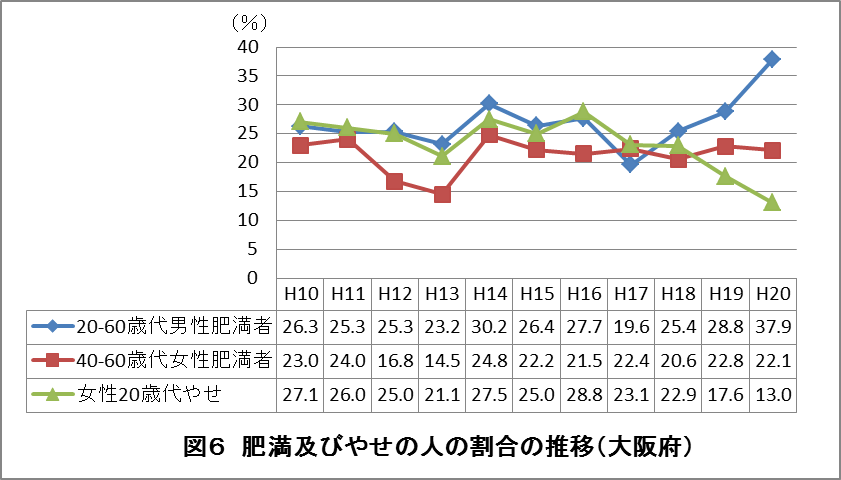 （%）
40
35
30
25
20
15
10
5
0
H10 H11 H12 H13 H14 H15 H16 H17 H18 H19 H20
20-60歳代男性肥満者 26.3 25.3 25.3 23.2 30.2 26.4 27.7 19.6 25.4 28.8 37.9
40-60歳代女性肥満者 23.0 24.0 16.8 14.5 24.8 22.2 21.5 22.4 20.6 22.8 22.1
女性20歳代やせ 27.1 26.0 25.0 21.1 27.5 25.0 28.8 23.1 22.9 17.6 13.0
図６ 肥満及びやせの人の割合の推移（大阪府）